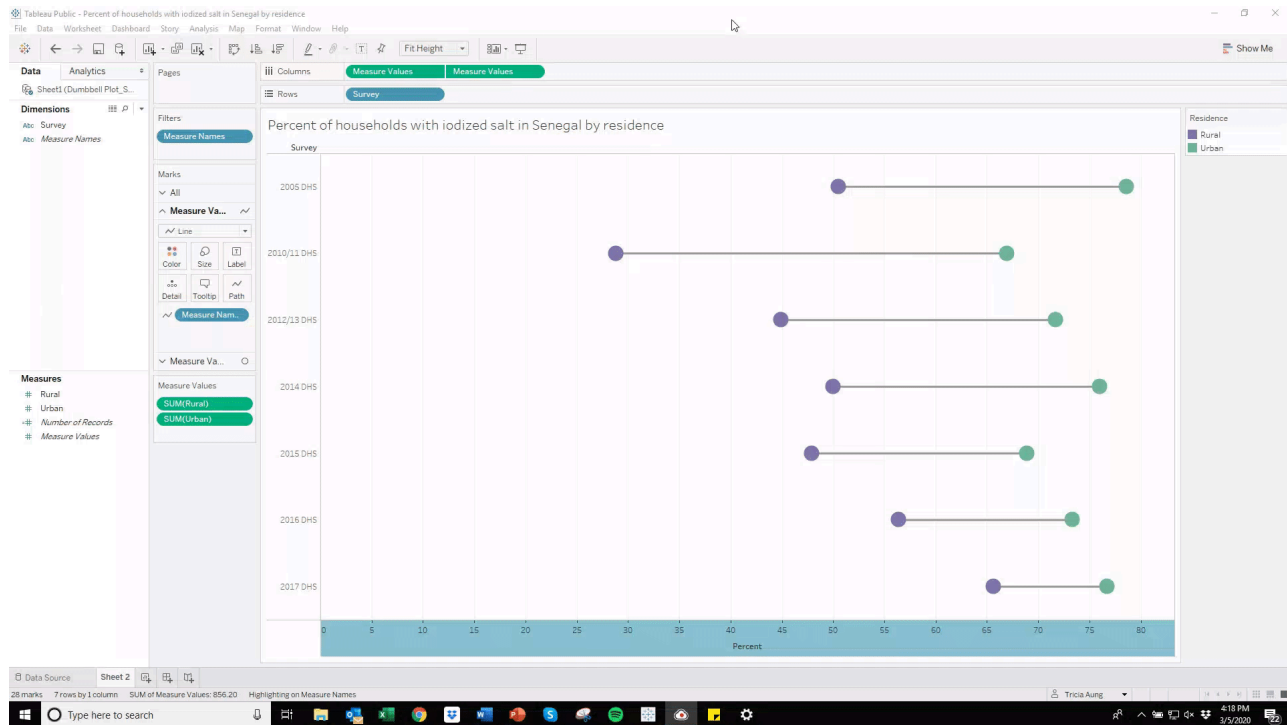 Tableau Public - Percent of households with iodized salt in Senegal by residence
File Data Worksheet Dashboard Story Analysis Map Format Window Help
Fit Height
Show Me
Data Analytics
Sheet1 (Dumbbell Plot_S...
Dimensions
Abc Survey
Abc Measure Names
Measures
# Rural
# Urban
=# Number of Records
# Measure Values
Pages
Filters
Measure Names
Marks
All
Measure Va...
Line
Color Size Label
Detail Tooltip Path
Measure Nam..
Measure Va...
Measure Values
SUM(Rural)
SUM(Urban)
Columns Measure Values Measure Values
Rows Survey
Percent of households with iodized salt in Senegal by residence
Survey
2005 DHS
2010/11 DHS
2012/13 DHS
2014 DHS
2015 DHS
2016 DHS
2017 DHS
0 5 10 15 20 25 30 35 40 45 50 55 60 65 70 75 80
Percent
Residence
Rural
Urban
Data Source Sheet 2
28 marks 7 rows by 1 column SUM of Measure Values: 856.20 Highlighting on Measure Names
Tricia Aung
Type here to search
4:18 PM
3/5/2020